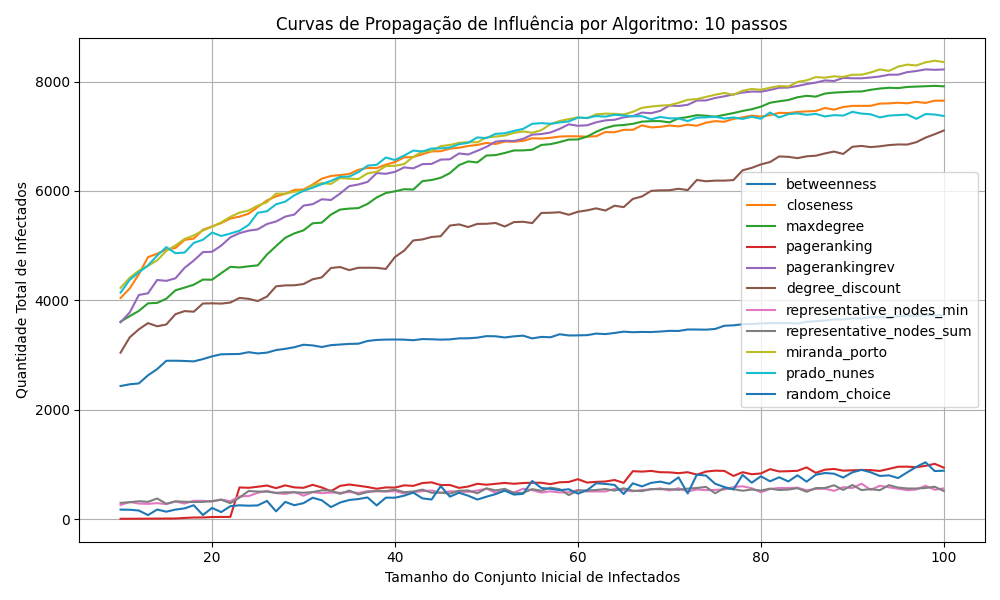 Curvas de Propagação de Influência por Algoritmo: 10 passos
Quantidade Total de Infectados
8000
6000
4000
2000
0
20
40
60
80
100
Tamanho do Conjunto Inicial de Infectados
betweenness
closeness
maxdegree
pageranking
pagerankingrev
degree_discount
representative_nodes_min
representative_nodes_sum
miranda_porto
prado_nunes
random_choice